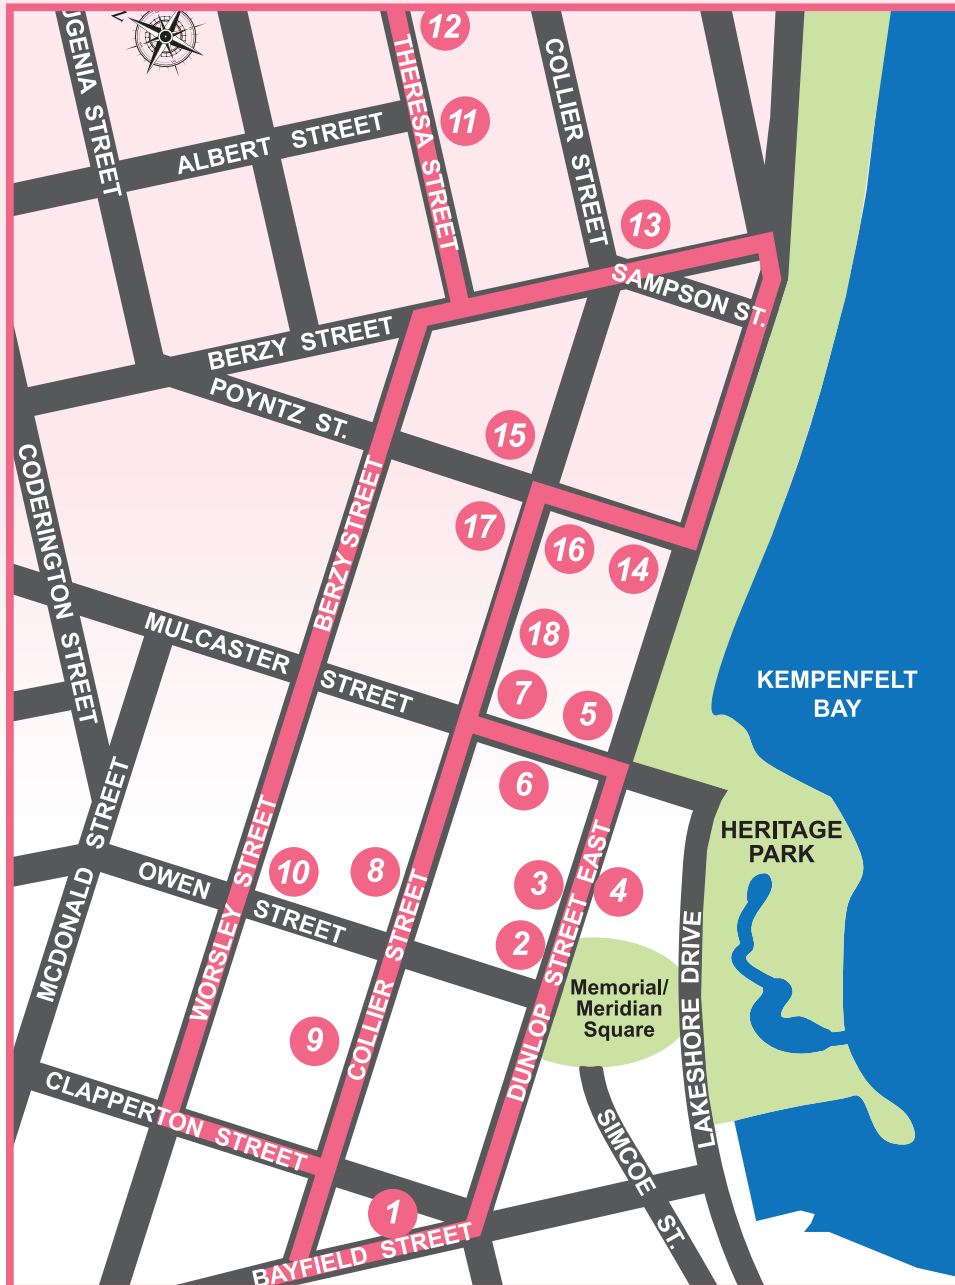 12
11
13
15
17
16
14
18
7
5
6
10
8
3
4
2
9
1
THERESA STREET
COLLIER STREET
ALBERT STREET
SAMPSON ST.
BERZY STREET
POYNTZ ST.
CODERINGTON STREET
BERZY STREET
MULCASTER STREET
KEMPENFELT
BAY
HERITAGE
PARK
MCDONALD STREET
OWEN STREET
WORSLEY STREET
COLLIER STREET
DUNLOP STREET EAST
Memorial/
Meridian
Square
LAKESHORE DRIVE
SIMCOE ST.
CLAPPERTON STREET
BAYFIELD STREET
UGENIA STREET